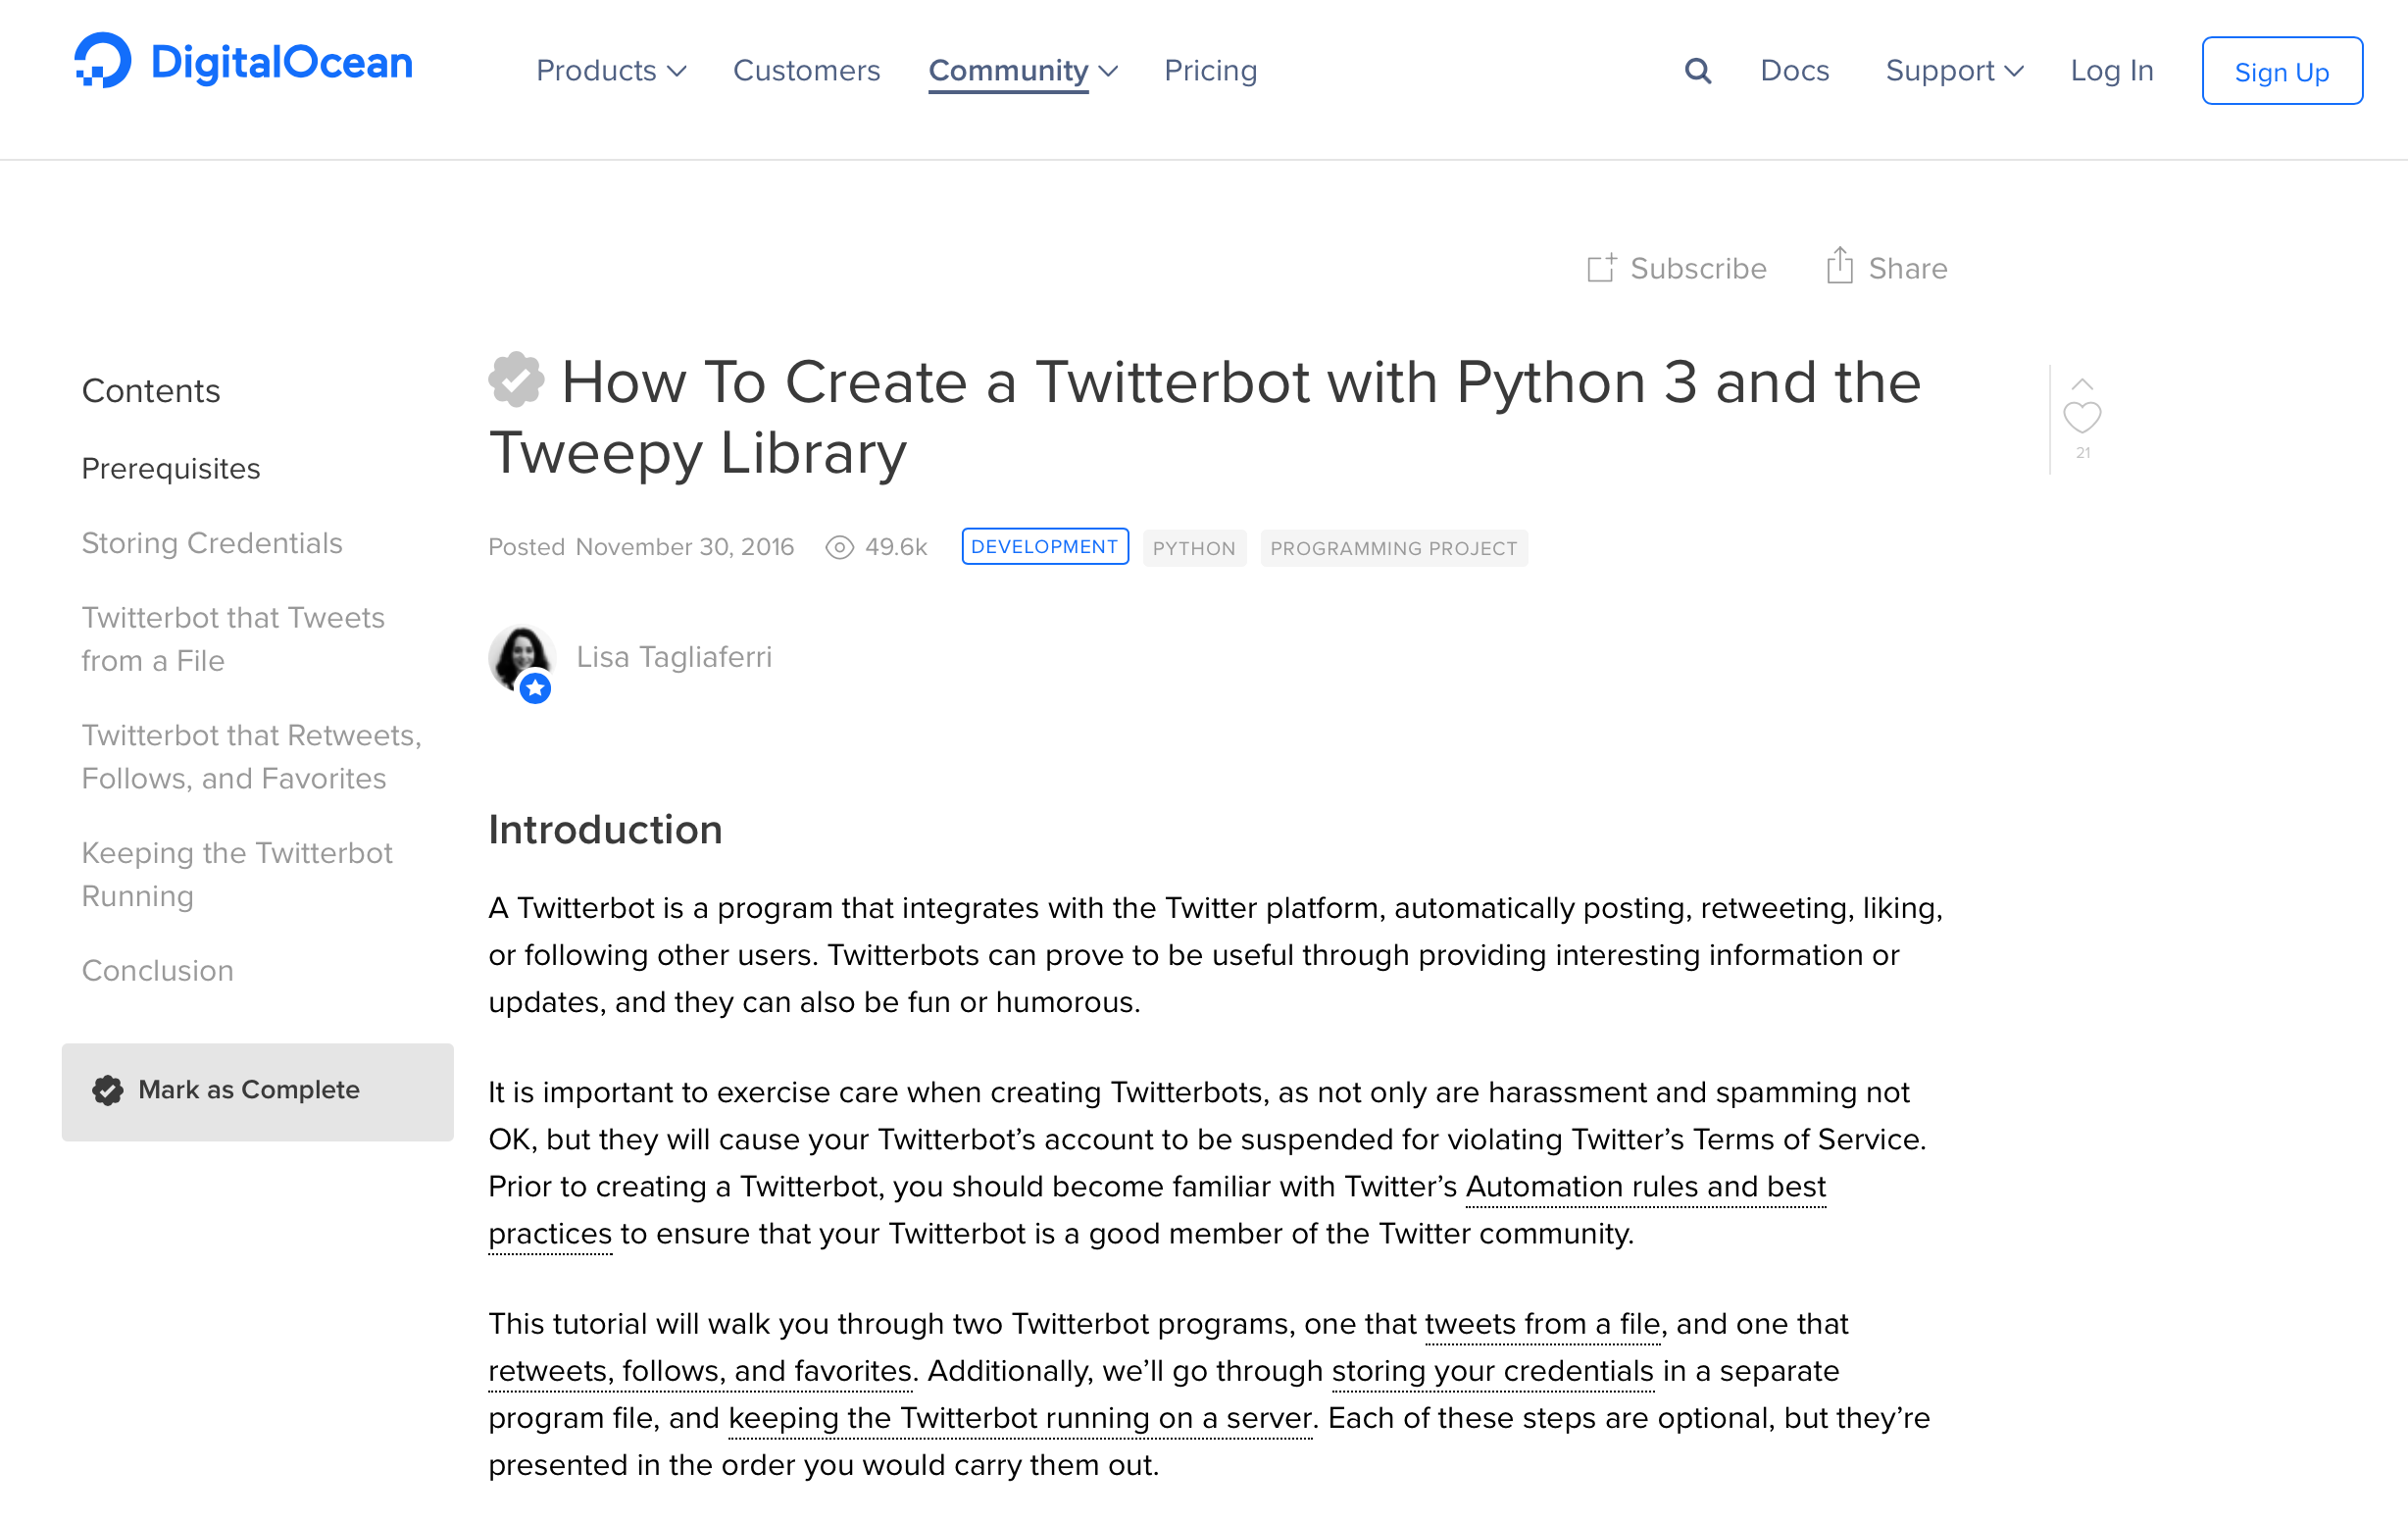 DigitalOcean
Products
Customers
Community
Pricing
Docs
Support
Log In
Sign Up
Subscribe
Share
Contents
Prerequisites
Storing Credentials
Twitterbot that Tweets
from a File
Twitterbot that Retweets,
Follows, and Favorites
Keeping the Twitterbot
Running
Conclusion
Mark as Complete
How To Create a Twitterbot with Python 3 and the
Tweepy Library
21
Posted November 30, 2016
49.6k
DEVELOPMENT
PYTHON
PROGRAMMING PROJECT
Lisa Tagliaferri
Introduction
A Twitterbot is a program that integrates with the Twitter platform, automatically posting, retweeting, liking,
or following other users. Twitterbots can prove to be useful through providing interesting information or
updates, and they can also be fun or humorous.
It is important to exercise care when creating Twitterbots, as not only are harassment and spamming not
OK, but they will cause your Twitterbot’s account to be suspended for violating Twitter’s Terms of Service.
Prior to creating a Twitterbot, you should become familiar with Twitter’s Automation rules and best
practices to ensure that your Twitterbot is a good member of the Twitter community.
This tutorial will walk you through two Twitterbot programs, one that tweets from a file, and one that
retweets, follows, and favorites. Additionally, we’ll go through storing your credentials in a separate
program file, and keeping the Twitterbot running on a server. Each of these steps are optional, but they’re
presented in the order you would carry them out.